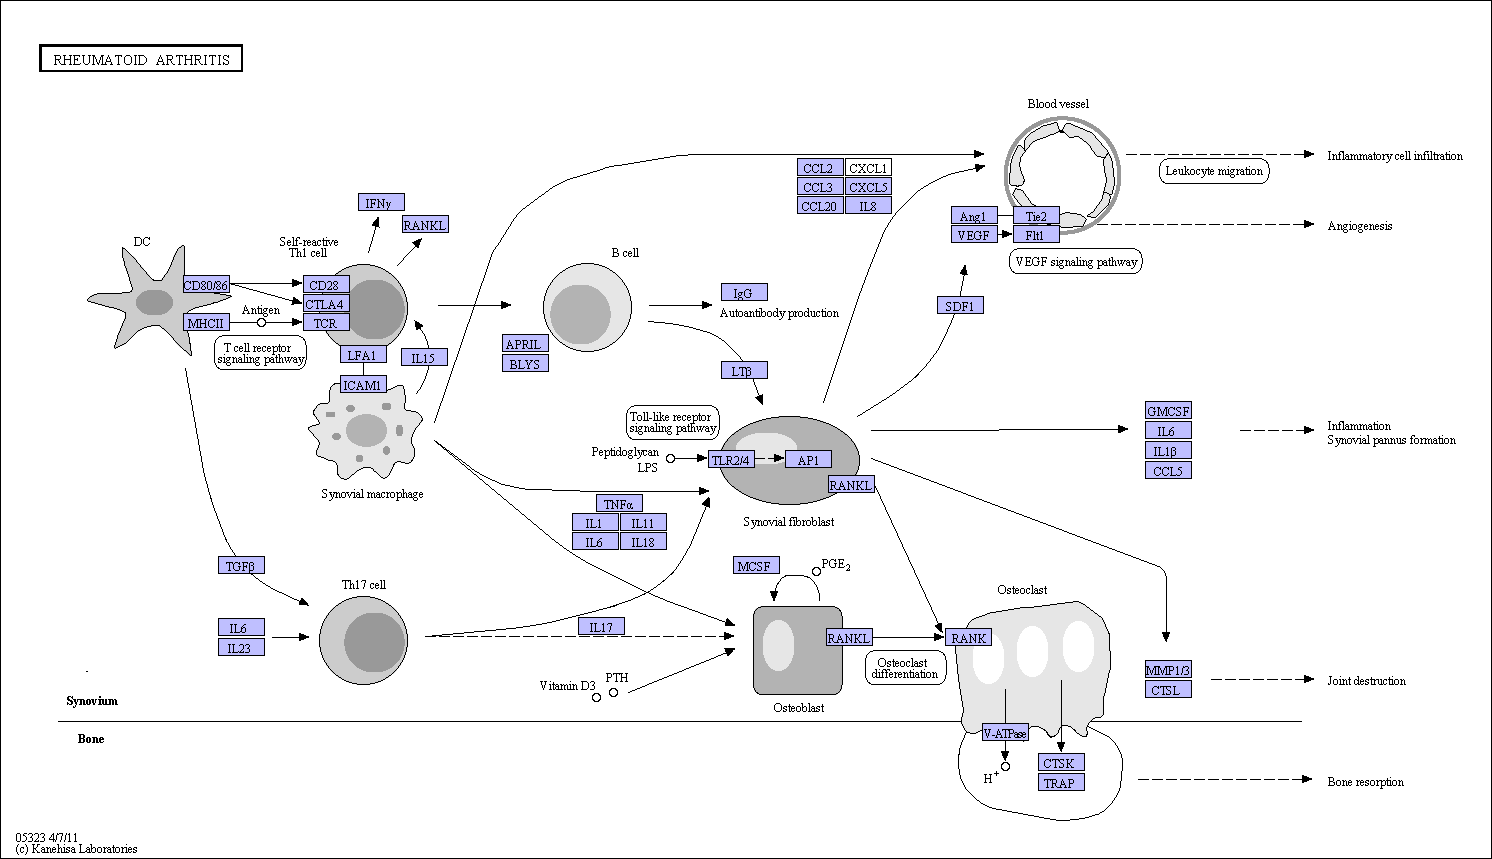 RHEUMATOID ARTHRITIS
Blood vessel
Inflammatory cell infiltration
Leukocyte migration
CCL2
CXCL1
CCL3
CXCL5
CCL20
IL8
IFNγ
RANKL
Ang1
Tie2
VEGF
Flt1
Angiogenesis
VEGF signaling pathway
DC
Self-reactive
Th1 cell
B cell
CD80/86
CD28
CTLA4
Antigen
MHCII
TCR
T cell receptor
signaling pathway
IgG
Autoantibody production
SDF1
APRIL
BLYS
LFA1
IL15
ICAM1
LTβ
Toll-like receptor
signaling pathway
GMCSF
IL6
IL1β
CCL5
Inflammation
Synovial pannus formation
Peptidoglycan
LPS
TLR2/4
AP1
RANKL
Synovial macrophage
Synovial fibroblast
TNFα
IL1
IL11
IL6
IL18
TGFβ
Th17 cell
MCSF
PGE2
Osteoclast
IL6
IL23
IL17
RANKL
RANK
Osteoclast
differentiation
Vitamin D3
PTH
Osteoblast
MMP1/3
CTSL
Joint destruction
Synovium
Bone
V-ATPase
H+
CTSK
TRAP
Bone resorption
05323 4/7/11
(c) Kanehisa Laboratories